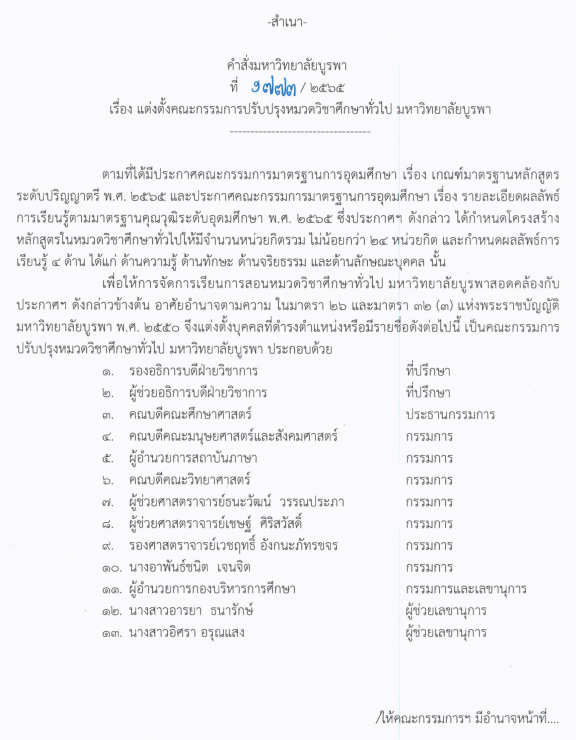 -สำเนา-
คำสั่งมหาวิทยาลัยบูรพา
ที่ ๑๗๗๓ / ๒๕๖๕
เรื่อง แต่งตั้งคณะกรรมการปรับปรุงหมวดวิชาศึกษาทั่วไป มหาวิทยาลัยบูรพา
----------------------------------
ตามที่ได้มีประกาศคณะกรรมการมาตรฐานการอุดมศึกษา เรื่อง เกณฑ์มาตรฐานหลักสูตร
ระดับปริญญาตรี พ.ศ. ๒๕๖๕ และประกาศคณะกรรมการมาตรฐานการอุดมศึกษา เรื่อง รายละเอียดผลลัพธ์
การเรียนรู้ตามมาตรฐานคุณวุฒิระดับอุดมศึกษา พ.ศ. ๒๕๖๕ ซึ่งประกาศฯ ดังกล่าว ได้กำหนดโครงสร้าง
หลักสูตรในหมวดวิชาศึกษาทั่วไปให้มีจำนวนหน่วยกิตรวม ไม่น้อยกว่า ๒๔ หน่วยกิต และกำหนดผลลัพธ์การ
เรียนรู้ ๔ ด้าน ได้แก่ ด้านความรู้ ด้านทักษะ ด้านจริยธรรม และด้านลักษณะบุคคล นั้น
เพื่อให้การจัดการเรียนการสอนหมวดวิชาศึกษาทั่วไป มหาวิทยาลัยบูรพาสอดคล้องกับ
ประกาศฯ ดังกล่าวข้างต้น อาศัยอำนาจตามความ ในมาตรา ๒๖ และมาตรา ๓๒ (๓) แห่งพระราชบัญญัติ
มหาวิทยาลัยบูรพา พ.ศ. ๒๕๕๐ จึงแต่งตั้งบุคคลที่ดำรงตำแหน่งหรือมีรายชื่อดังต่อไปนี้ เป็นคณะกรรมการ
ปรับปรุงหมวดวิชาศึกษาทั่วไป มหาวิทยาลัยบูรพา ประกอบด้วย
๑. รองอธิการบดีฝ่ายวิชาการ ที่ปรึกษา
๒. ผู้ช่วยอธิการบดีฝ่ายวิชาการ ที่ปรึกษา
๓. คณบดีคณะศึกษาศาสตร์ ประธานกรรมการ
๔. คณบดีคณะมนุษยศาสตร์และสังคมศาสตร์ กรรมการ
๕. ผู้อำนวยการสถาบันภาษา กรรมการ
๖. คณบดีคณะวิทยาศาสตร์ กรรมการ
๗. ผู้ช่วยศาสตราจารย์ธนะวัฒน์ วรรณประภา กรรมการ
๘. ผู้ช่วยศาสตราจารย์เชษฐ์ ศิริสวัสดิ์ กรรมการ
๙. รองศาสตราจารย์เวชฤทธิ์ อังกนะภัทรขจร กรรมการ
๑๐. นางอาพันธ์ชนิต เจนจิต กรรมการ
๑๑. ผู้อำนวยการกองบริหารการศึกษา กรรมการและเลขานุการ
๑๒. นางสาวอารยา ธนารักษ์ ผู้ช่วยเลขานุการ
๑๓. นางสาวอิศรา อรุณแสง ผู้ช่วยเลขานุการ
/ให้คณะกรรมการฯ มีอำนาจหน้าที่....